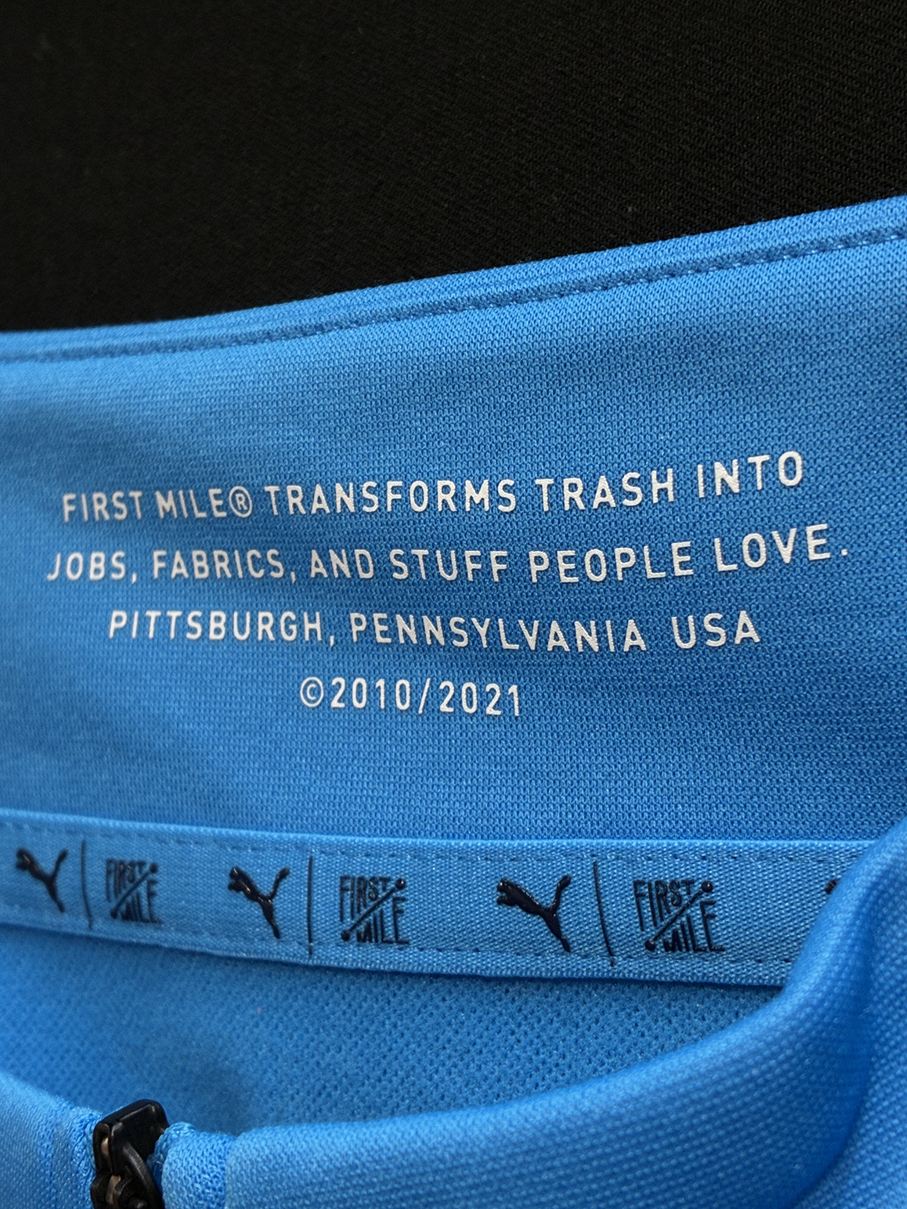 FIRST MILE® TRANSFORMS TRASH INTO
JOBS, FABRICS, AND STUFF PEOPLE LOVE.
PITTSBURGH, PENNSYLVANIA USA
©2010/2021
FIRST
MILE
FIRST
MILE
FIRST
MILE